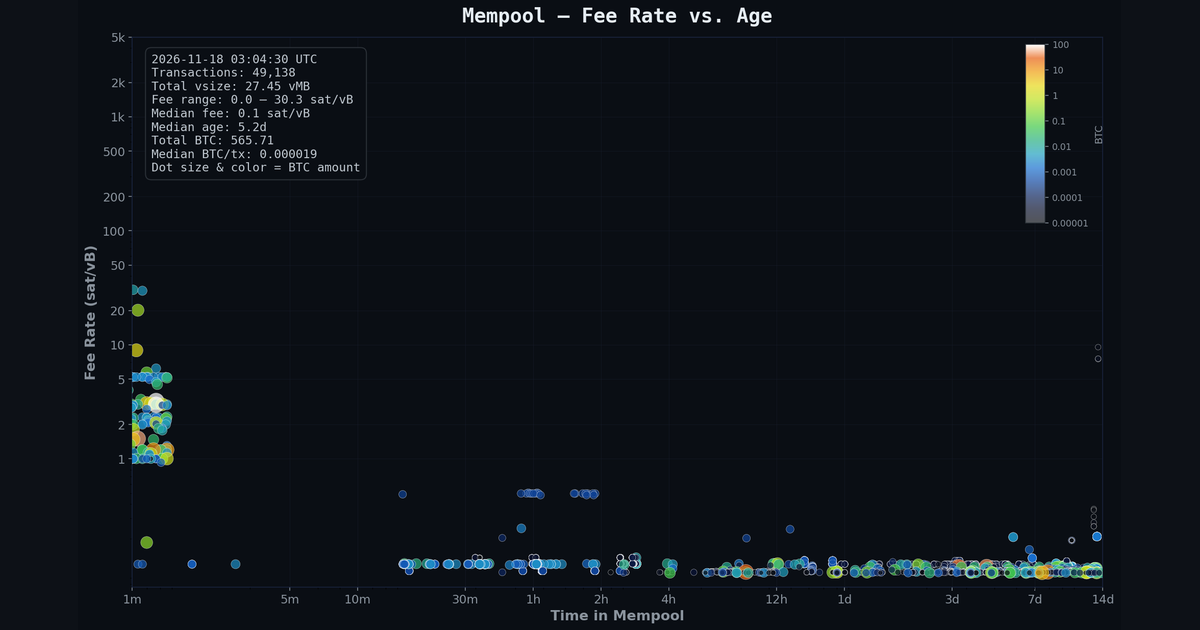 Mempool — Fee Rate vs. Age
2026-11-18 03:04:30 UTC
Transactions: 49,138
Total vsize: 27.45 vMB
Fee range: 0.0 — 30.3 sat/vB
Median fee: 0.1 sat/vB
Median age: 5.2d
Total BTC: 565.71
Median BTC/tx: 0.000019
Dot size & color = BTC amount
100
10
1
0.1
0.01
0.001
0.0001
0.00001
BTC
Fee Rate (sat/vB)
5k
2k
1k
500
200
100
50
20
10
5
2
1
1m 5m 10m 30m 1h 2h 4h 12h 1d 3d 7d 14d
Time in Mempool